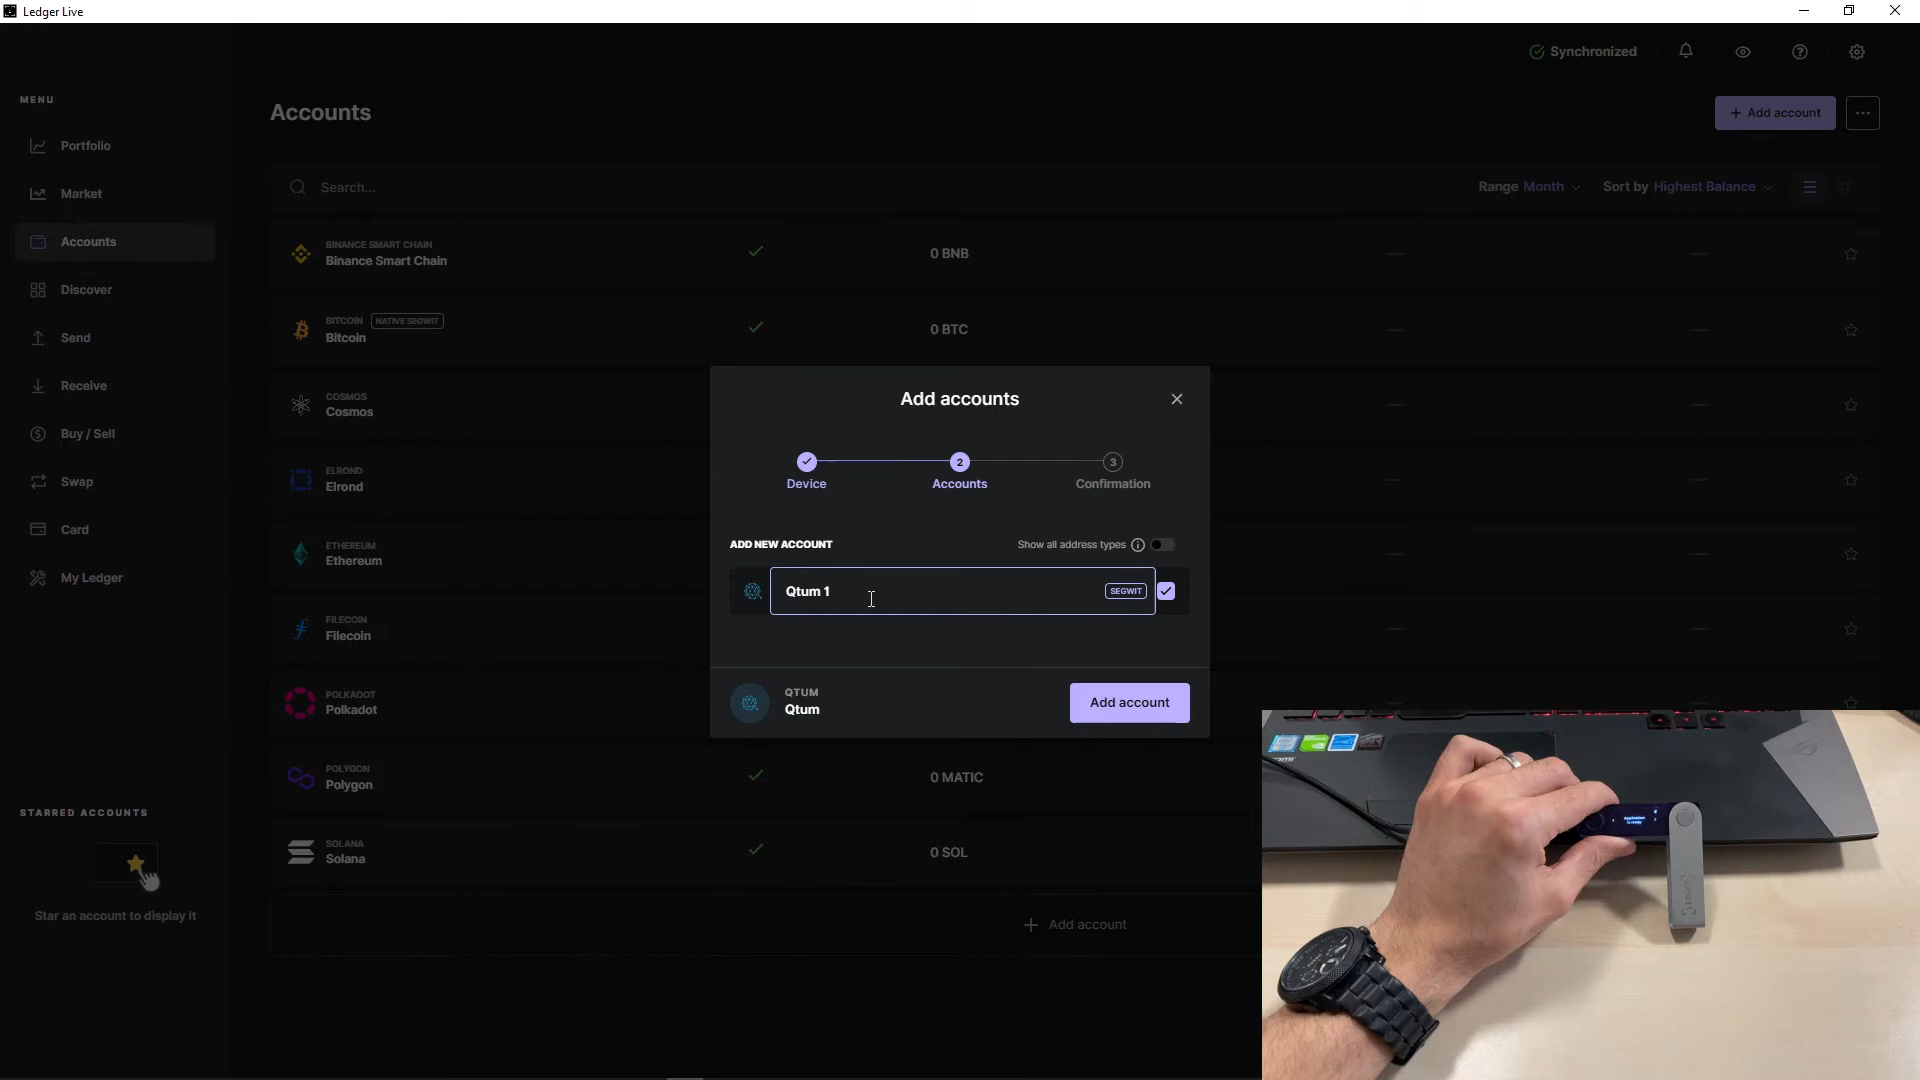 Ledger Live
Synchronized
MENU
Accounts
+ Add account
Portfolio
Market
Search...
Range Month
Sort by Highest Balance
Accounts
BINANCE SMART CHAIN
Binance Smart Chain
0 BNB
Discover
BITCOIN NATIVE SEGWIT
Bitcoin
0 BTC
Send
Receive
COSMOS
Cosmos
Add accounts
Buy / Sell
ELROND
Elrond
2
3
Device
Accounts
Confirmation
Swap
Card
ETHEREUM
Ethereum
ADD NEW ACCOUNT
Show all address types
My Ledger
Qtum 1
SEGWIT
FILECOIN
Filecoin
POLKADOT
Polkadot
QTUM
Qtum
Add account
POLYGON
Polygon
0 MATIC
STARRED ACCOUNTS
SOLANA
Solana
0 SOL
Star an account to display it
+ Add account
Application
is ready
LEDGER